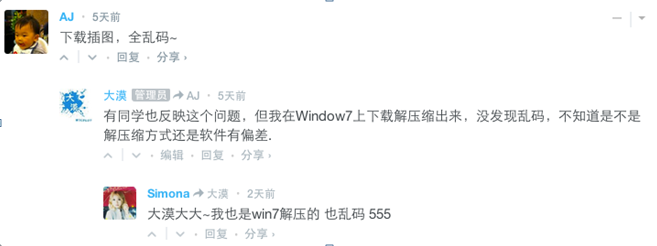 AJ · 5天前
下载插图，全乱码~
回复 · 分享 ›
大漠 管理员 AJ · 5天前
有同学也反映这个问题，但我在Window7上下载解压缩出来，没发现乱码，不知道是不是
解压缩方式还是软件有偏差.
编辑 · 回复 · 分享 ›
Simona 大漠 · 2天前
大漠大大~我也是win7解压的 也乱码 555
回复 · 分享 ›